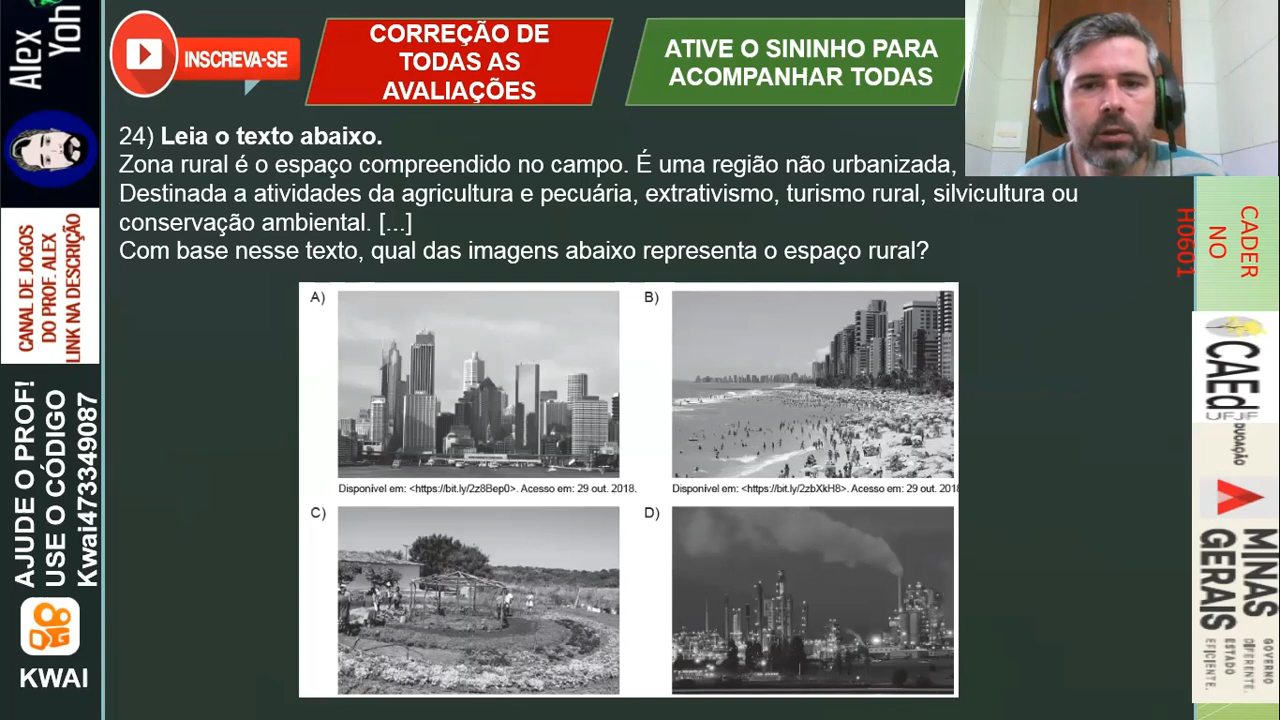 Alex
Yoh
INSCREVA-SE
CORREÇÃO DE
TODAS AS
AVALIAÇÕES
ATIVE O SININHO PARA
ACOMPANHAR TODAS
24) Leia o texto abaixo.
Zona rural é o espaço compreendido no campo. É uma região não urbanizada,
Destinada a atividades da agricultura e pecuária, extrativismo, turismo rural, silvicultura ou
conservação ambiental. [...]
Com base nesse texto, qual das imagens abaixo representa o espaço rural?
A)
B)
Disponível em: <https://bit.ly/2z8Bep0>. Acesso em: 29 out. 2018.
Disponível em: <https://bit.ly/2zbXkH8>. Acesso em: 29 out. 2018
C)
D)
CANAL DE JOGOS
DO PROF. ALEX
LINK NA DESCRIÇÃO
AJUDE O PROF!
USE O CÓDIGO
Kwai473349087
KWAI
CADER
NO
H0601
CAEd
UFJF
MINAS
GERAIS
GOVERNO
DIFERENTE.
ESTADO
EFICIENTE.